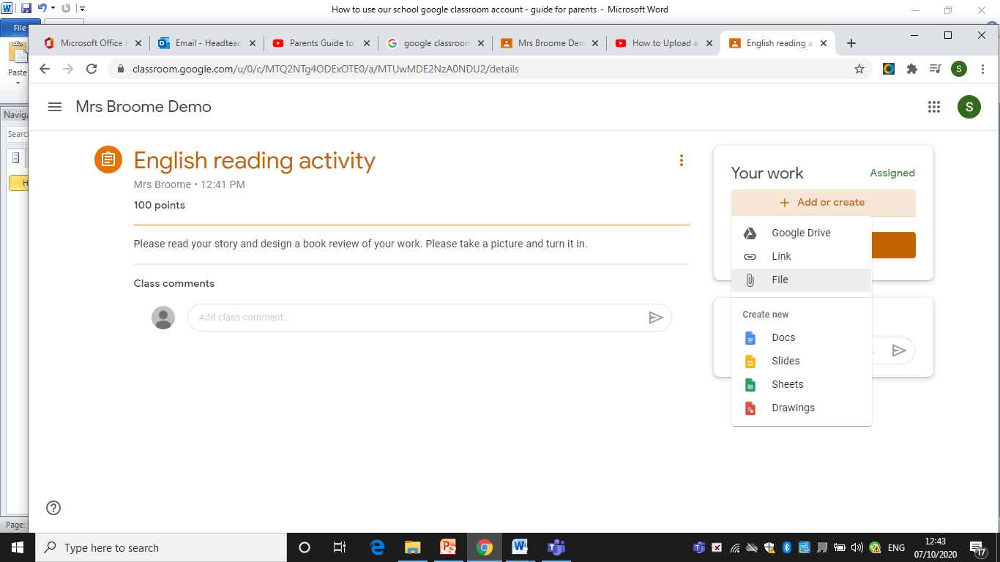 How to use our school google classroom account - guide for parents - Microsoft Word
File
Paste
Microsoft Office
Email - Headteac
Parents Guide to
google classroom
Mrs Broome Dem
How to Upload a
English reading a
classroom.google.com/u/0/c/MTQ2NTg4ODExOTE0/a/MTUwMDE2NzA0NDU2/details
S
Naviga
Searc
H
Page:
Mrs Broome Demo
S
English reading activity
Mrs Broome • 12:41 PM
100 points
Please read your story and design a book review of your work. Please take a picture and turn it in.
Class comments
Add class comment...
Your work
Assigned
+ Add or create
Google Drive
Link
File
Create new
Docs
Slides
Sheets
Drawings
Type here to search
ENG
12:43
07/10/2020
17